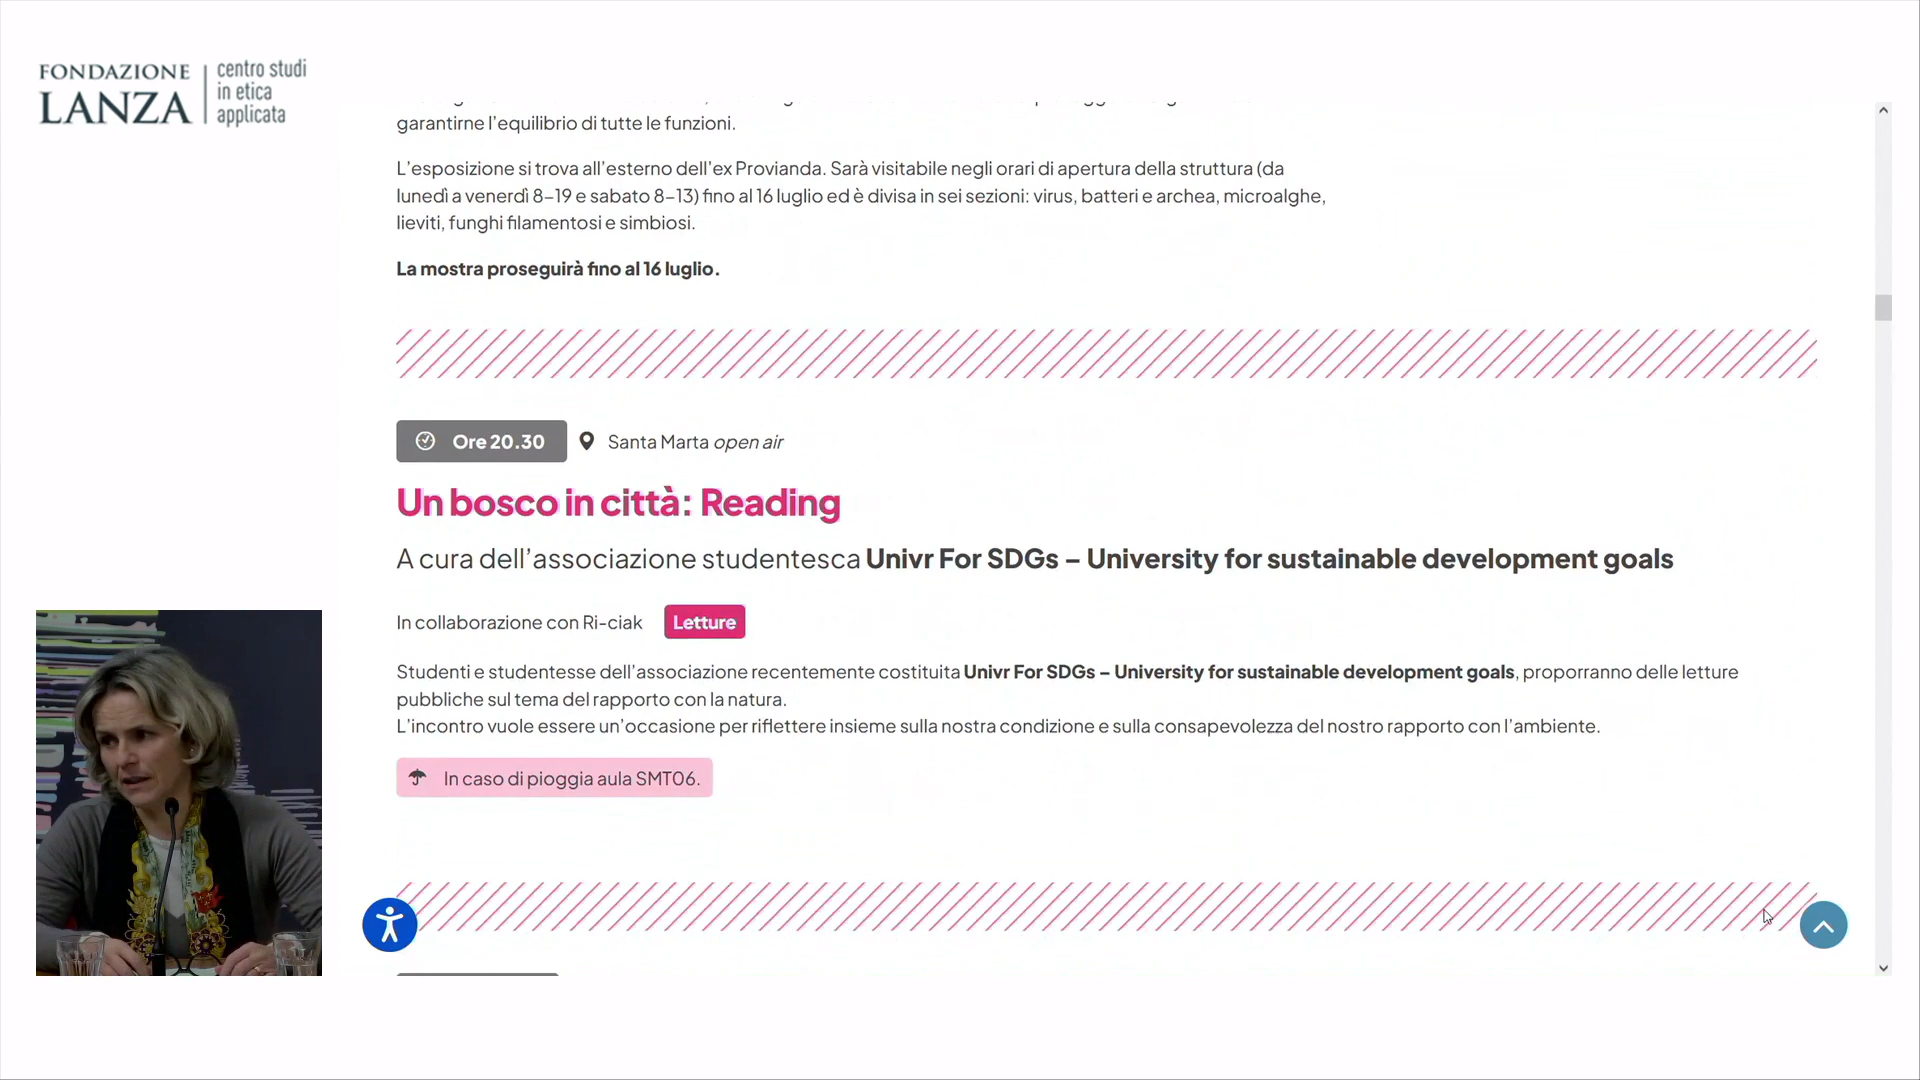 FONDAZIONE
LANZA
centro studi
in etica
applicata
garantirne l’equilibrio di tutte le funzioni.
L’esposizione si trova all’esterno dell’ex Provianda. Sarà visitabile negli orari di apertura della struttura (da
lunedì a venerdì 8–19 e sabato 8–13) fino al 16 luglio ed è divisa in sei sezioni: virus, batteri e archea, microalghe,
lieviti, funghi filamentosi e simbiosi.
La mostra proseguirà fino al 16 luglio.
Ore 20.30 Santa Marta open air
Un bosco in città: Reading
A cura dell’associazione studentesca Univr For SDGs – University for sustainable development goals
In collaborazione con Ri-ciak Letture
Studenti e studentesse dell’associazione recentemente costituita Univr For SDGs – University for sustainable development goals, proporranno delle letture
pubbliche sul tema del rapporto con la natura.
L’incontro vuole essere un’occasione per riflettere insieme sulla nostra condizione e sulla consapevolezza del nostro rapporto con l’ambiente.
In caso di pioggia aula SMT06.